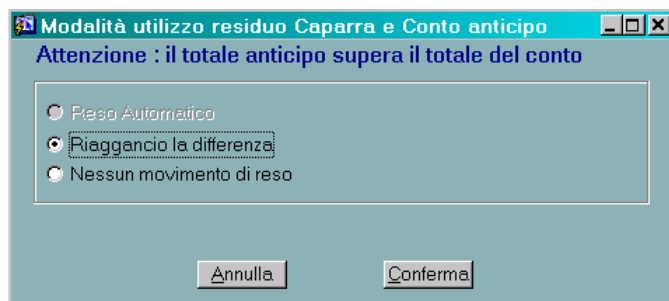 Modalità utilizzo residuo Caparra e Conto anticipo
Attenzione : il totale anticipo supera il totale del conto
Reso Automatico
Riaggancio la differenza
Nessun movimento di reso
Annulla Conferma